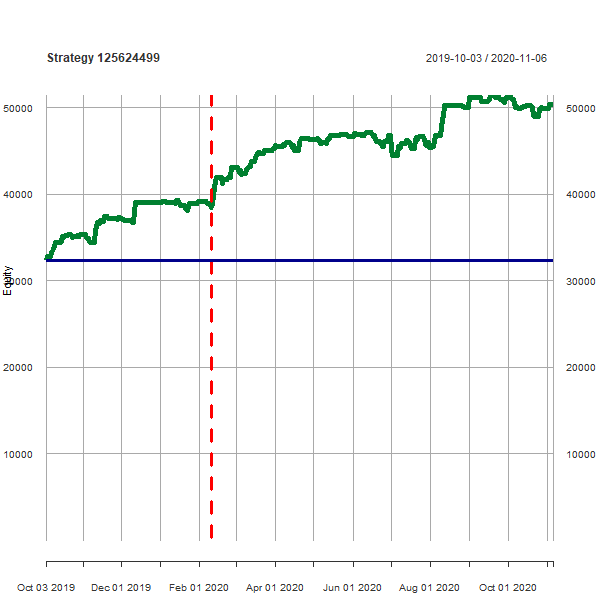 Strategy 125624499
2019-10-03 / 2020-11-06
50000 50000
40000 40000
Equity
30000 30000
20000 20000
10000 10000
Oct 03 2019 Dec 01 2019 Feb 01 2020 Apr 01 2020 Jun 01 2020 Aug 01 2020 Oct 01 2020